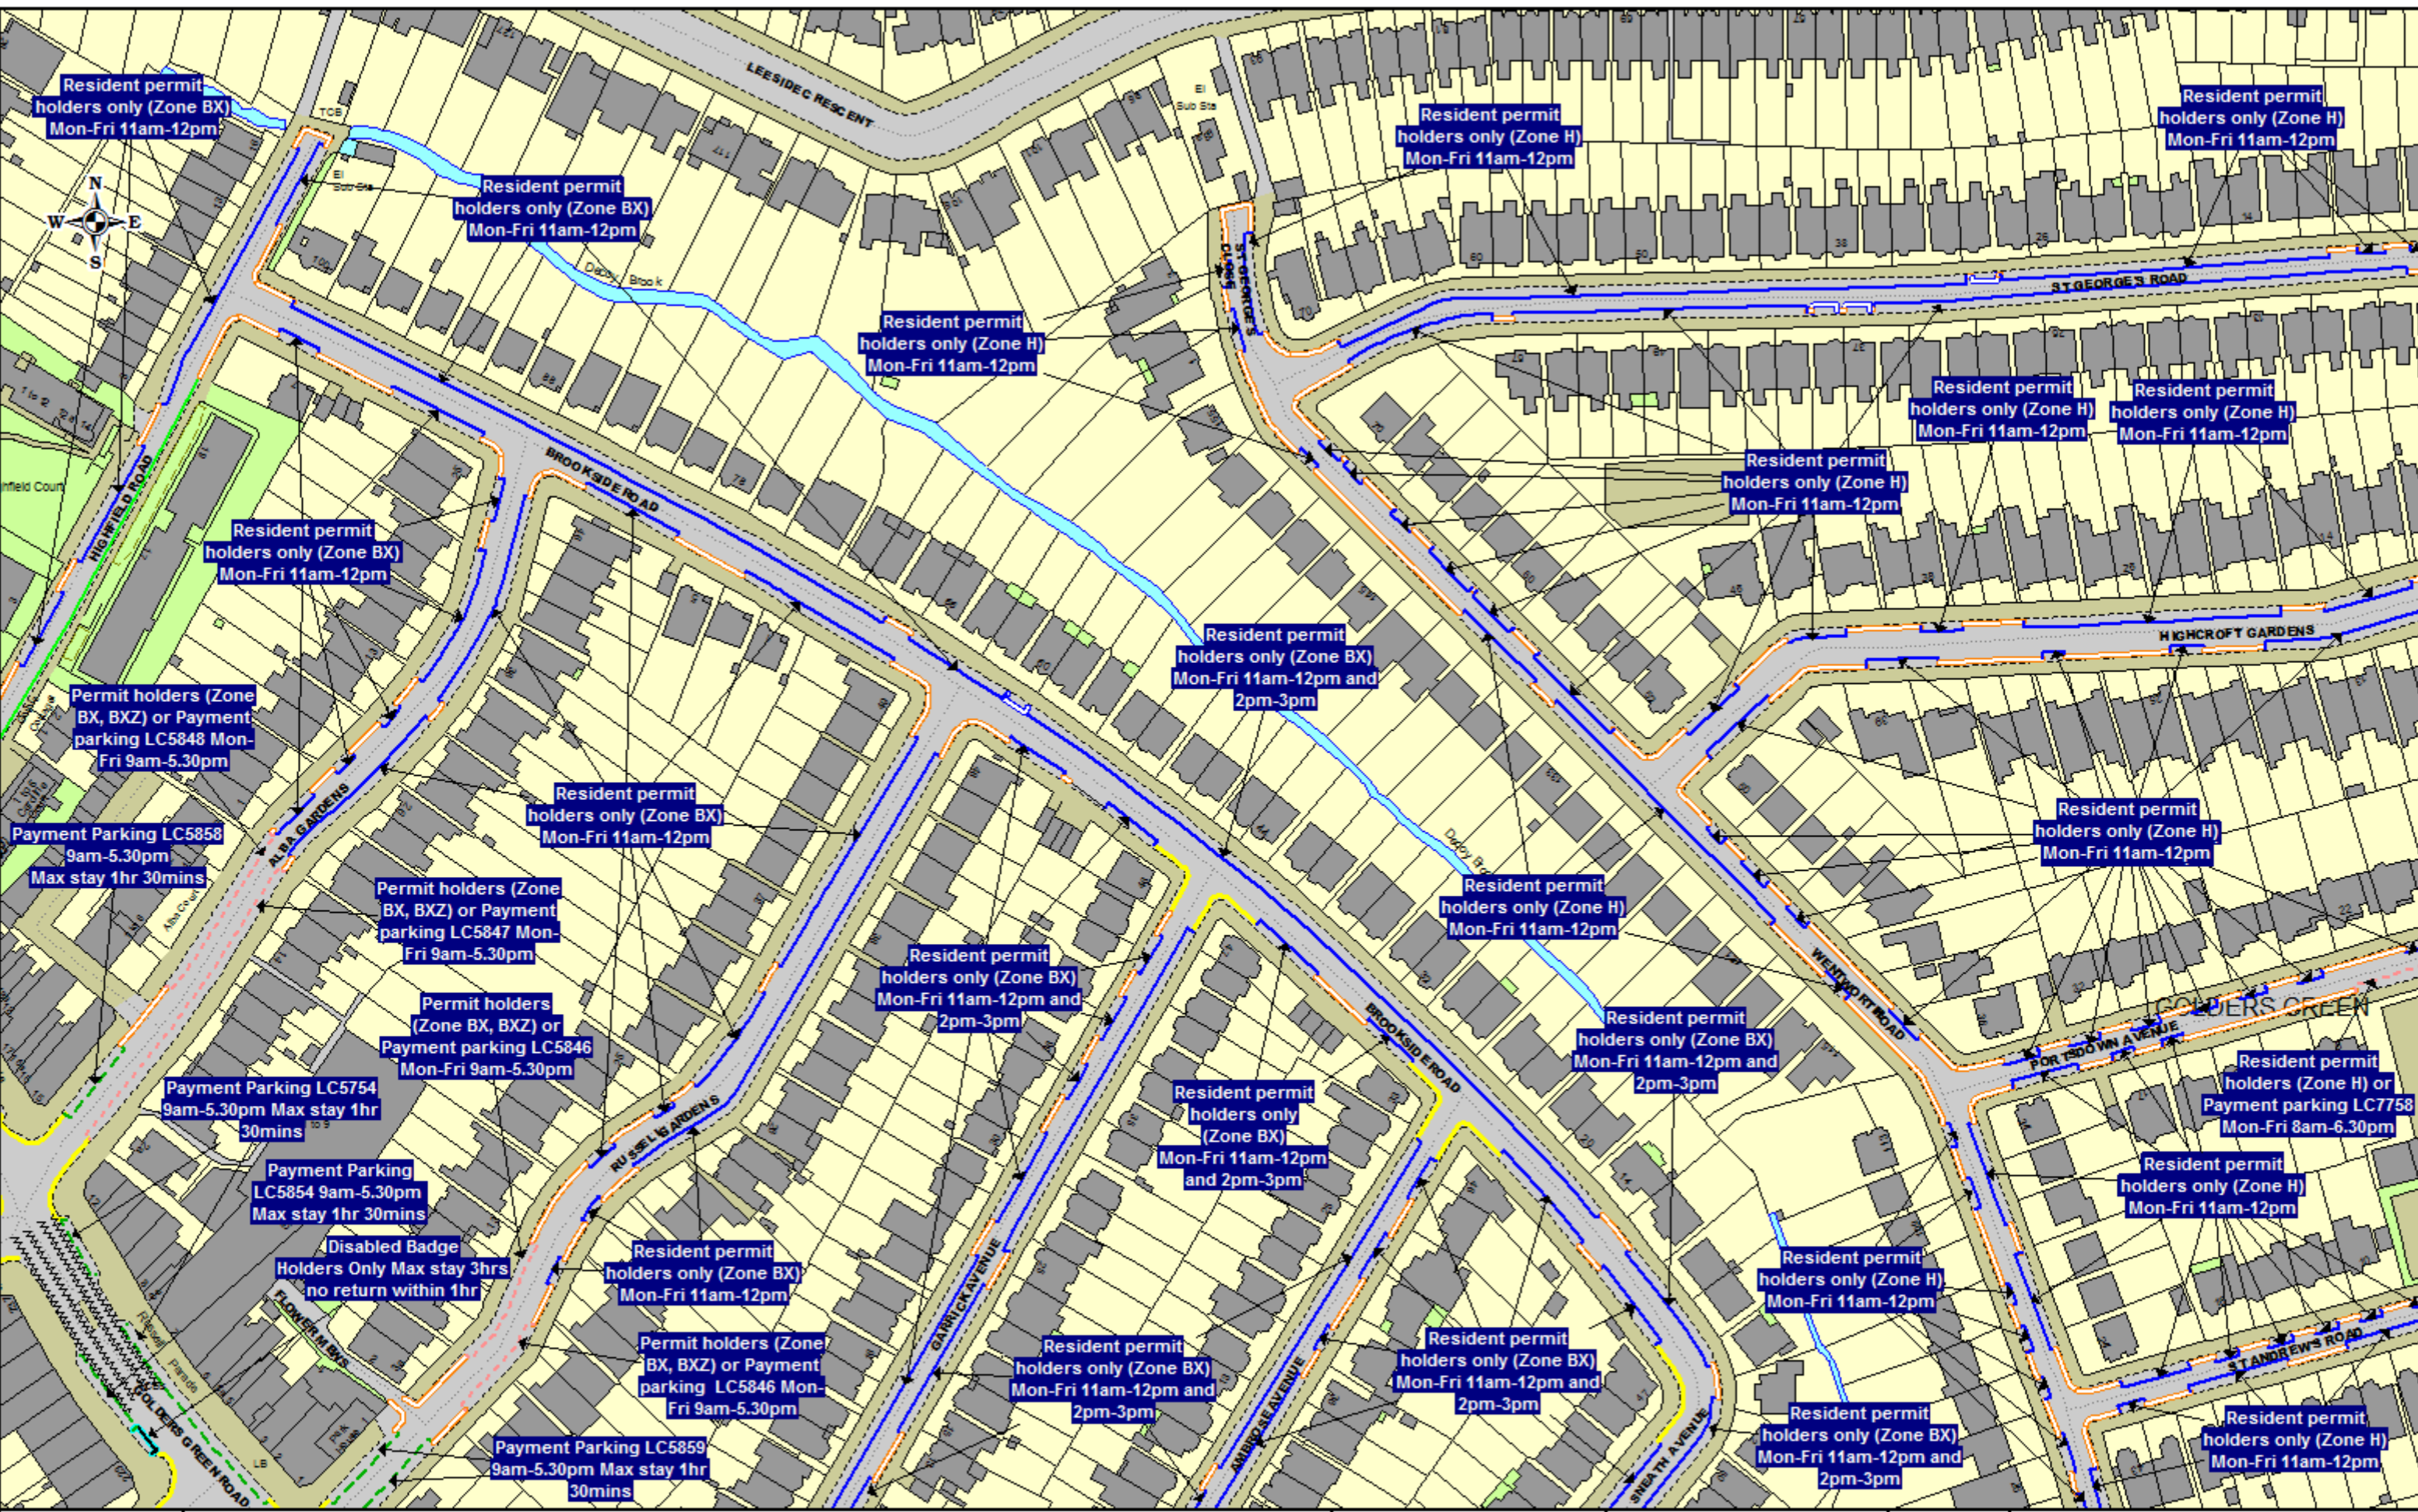 LEESIDE CRESCENT
El
Sub Sta
Resident permit
holders only (Zone BX)
Mon-Fri 11am-12pm
TCB
El
Sub Sta
N
W
E
S
Resident permit
holders only (Zone BX)
Mon-Fri 11am-12pm
Resident permit
holders only (Zone H)
Mon-Fri 11am-12pm
Resident permit
holders only (Zone H)
Mon-Fri 11am-12pm
ST GEORGE'S
CLOSE
ST GEORGE'S ROAD
Resident permit
holders only (Zone H)
Mon-Fri 11am-12pm
Resident permit
holders only (Zone H)
Mon-Fri 11am-12pm
Resident permit
holders only (Zone H)
Mon-Fri 11am-12pm
Resident permit
holders only (Zone H)
Mon-Fri 11am-12pm
BROOKSIDE ROAD
HIGHFIELD ROAD
Resident permit
holders only (Zone BX)
Mon-Fri 11am-12pm
HIGHCROFT GARDENS
Resident permit
holders only (Zone BX)
Mon-Fri 11am-12pm and
2pm-3pm
Permit holders (Zone
BX, BXZ) or Payment
parking LC5848 Mon-
Fri 9am-5.30pm
Resident permit
holders only (Zone BX)
Mon-Fri 11am-12pm
ALBA GARDENS
Payment Parking LC5858
9am-5.30pm
Max stay 1hr 30mins
Resident permit
holders only (Zone H)
Mon-Fri 11am-12pm
Permit holders (Zone
BX, BXZ) or Payment
parking LC5847 Mon-
Fri 9am-5.30pm
Resident permit
holders only (Zone H)
Mon-Fri 11am-12pm
Resident permit
holders only (Zone BX)
Mon-Fri 11am-12pm and
2pm-3pm
WENTWORTH ROAD
Permit holders
(Zone BX, BXZ) or
Payment parking LC5846
Mon-Fri 9am-5.30pm
BROOKSIDE ROAD
Resident permit
holders only (Zone BX)
Mon-Fri 11am-12pm and
2pm-3pm
GOLDERS GREEN
PORTSDOWN AVENUE
Payment Parking LC5754
9am-5.30pm Max stay 1hr
30mins
RUSSELL GARDENS
Resident permit
holders only
(Zone BX)
Mon-Fri 11am-12pm
and 2pm-3pm
Resident permit
holders (Zone H) or
Payment parking LC7758
Mon-Fri 8am-6.30pm
Payment Parking
LC5854 9am-5.30pm
Max stay 1hr 30mins
Resident permit
holders only (Zone H)
Mon-Fri 11am-12pm
Disabled Badge
Holders Only Max stay 3hrs
no return within 1hr
Resident permit
holders only (Zone BX)
Mon-Fri 11am-12pm
Resident permit
holders only (Zone H)
Mon-Fri 11am-12pm
FLOWER MEWS
GARRICK AVENUE
Permit holders (Zone
BX, BXZ) or Payment
parking LC5846 Mon-
Fri 9am-5.30pm
Resident permit
holders only (Zone BX)
Mon-Fri 11am-12pm and
2pm-3pm
Resident permit
holders only (Zone BX)
Mon-Fri 11am-12pm and
2pm-3pm
ST ANDREW'S ROAD
AMBROSE AVENUE
SNEATH AVENUE
Resident permit
holders only (Zone BX)
Mon-Fri 11am-12pm and
2pm-3pm
Resident permit
holders only (Zone H)
Mon-Fri 11am-12pm
GOLDERS GREEN ROAD
LB
Payment Parking LC5859
9am-5.30pm Max stay 1hr
30mins